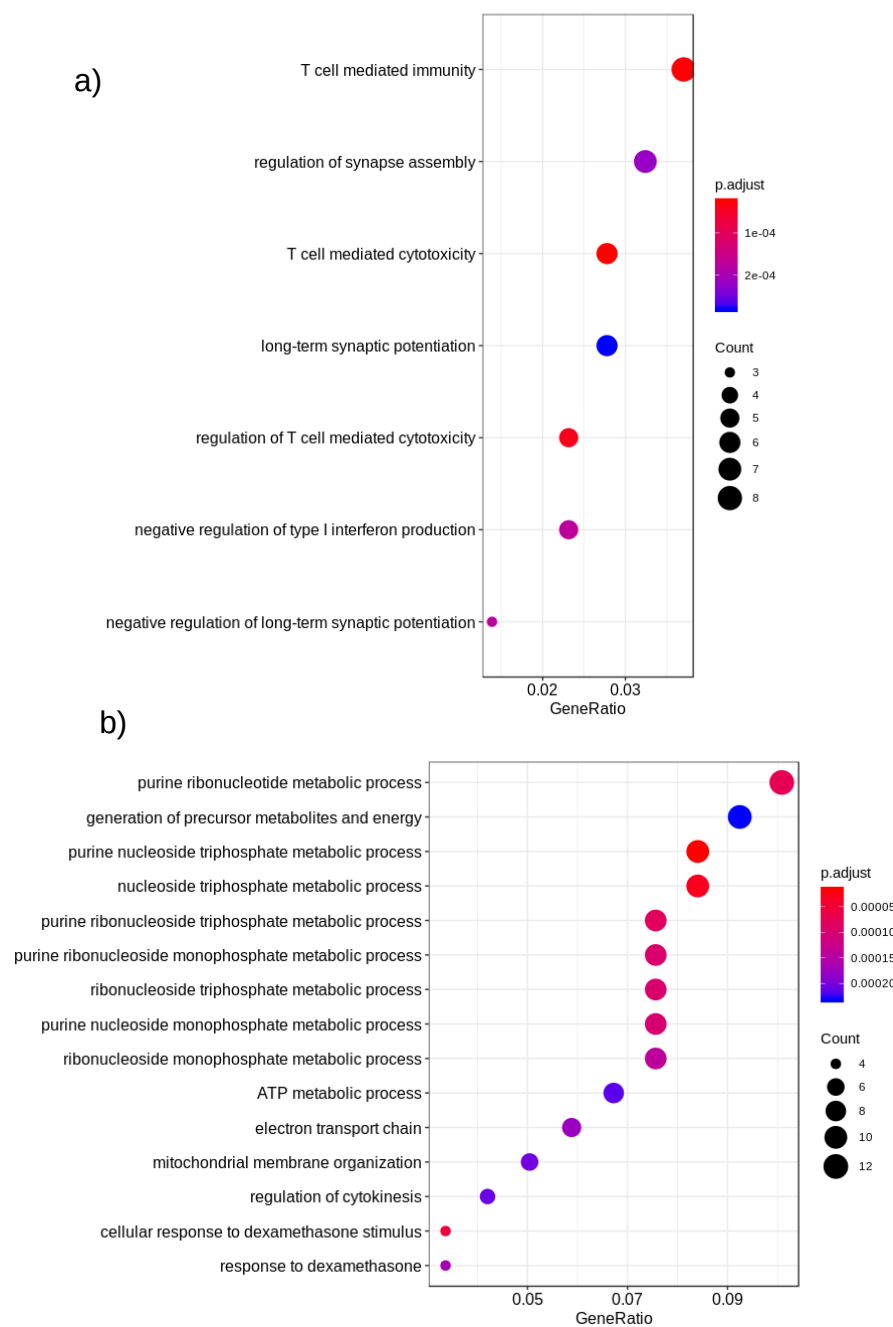 a)
T cell mediated immunity
regulation of synapse assembly
T cell mediated cytotoxicity
long-term synaptic potentiation
regulation of T cell mediated cytotoxicity
negative regulation of type I interferon production
negative regulation of long-term synaptic potentiation
0.02 0.03
GeneRatio
p.adjust
1e-04
2e-04
Count
3
4
5
6
7
8
b)
purine ribonucleotide metabolic process
generation of precursor metabolites and energy
purine nucleoside triphosphate metabolic process
nucleoside triphosphate metabolic process
purine ribonucleoside triphosphate metabolic process
purine ribonucleoside monophosphate metabolic process
ribonucleoside triphosphate metabolic process
purine nucleoside monophosphate metabolic process
ribonucleoside monophosphate metabolic process
ATP metabolic process
electron transport chain
mitochondrial membrane organization
regulation of cytokinesis
cellular response to dexamethasone stimulus
response to dexamethasone
0.05 0.07 0.09
GeneRatio
p.adjust
0.00005
0.00010
0.00015
0.00020
Count
4
6
8
10
12